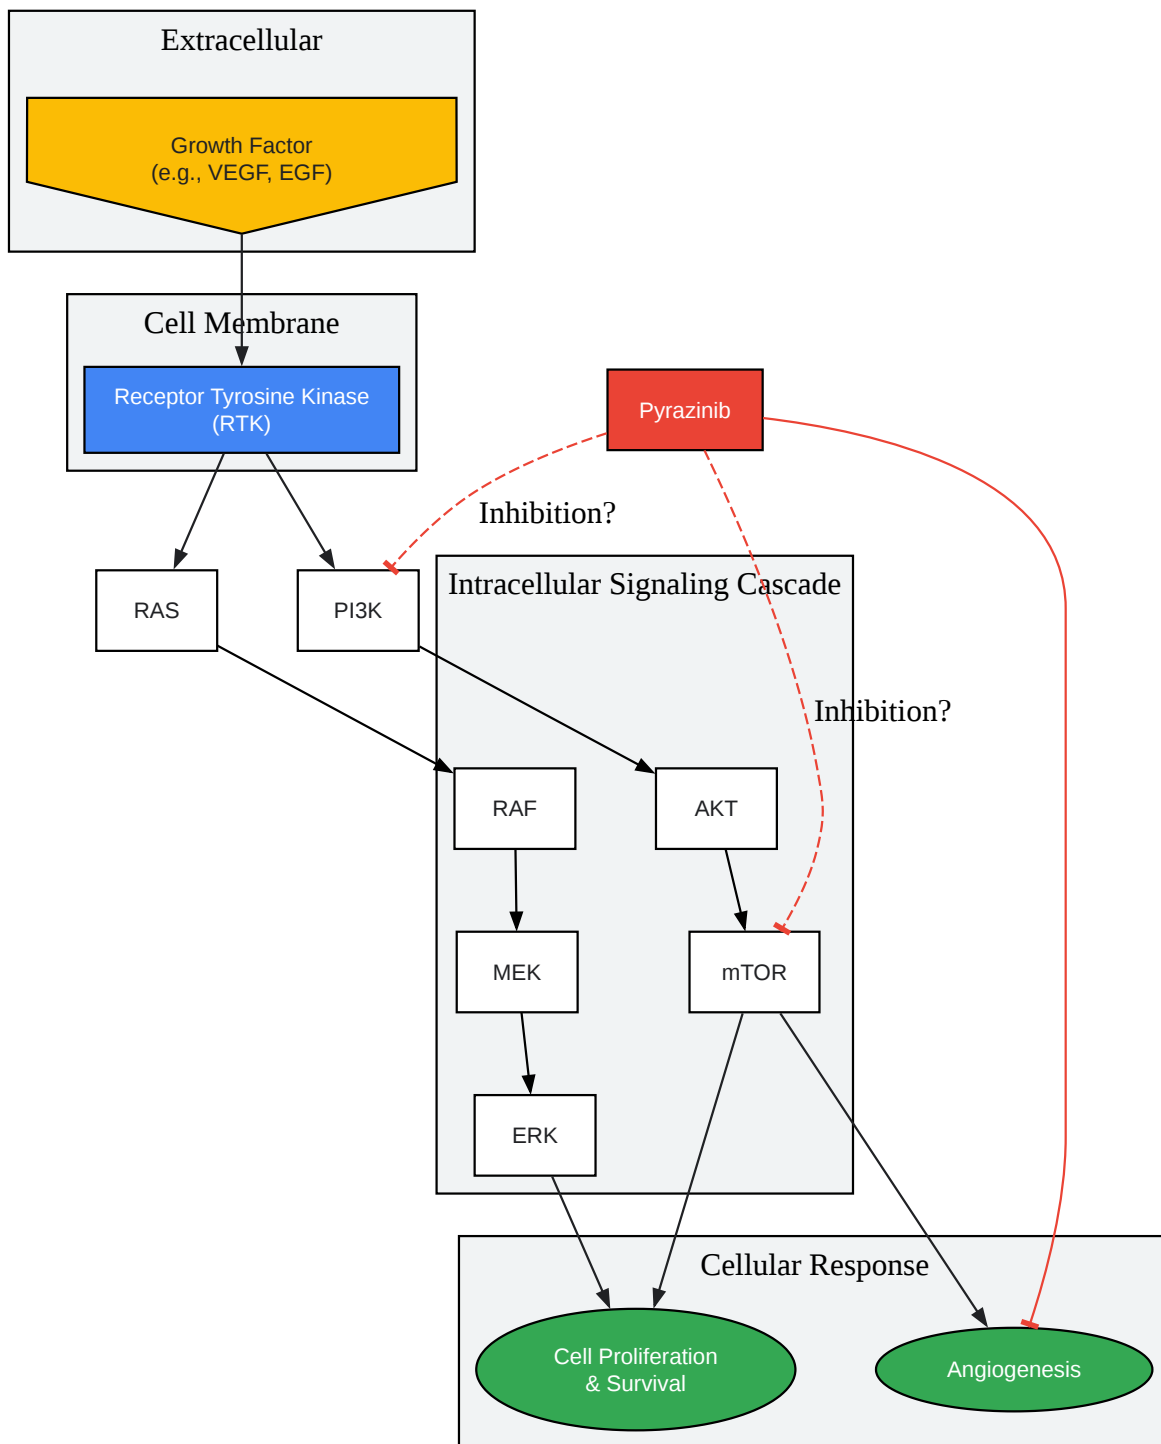 Extracellular
Growth Factor
(e.g., VEGF, EGF)
Cell Membrane
Receptor Tyrosine Kinase
(RTK)
Pyrazinib
Inhibition?
Intracellular Signaling Cascade
RAS
PI3K
Inhibition?
RAF
AKT
MEK
mTOR
ERK
Cellular Response
Cell Proliferation
& Survival
Angiogenesis